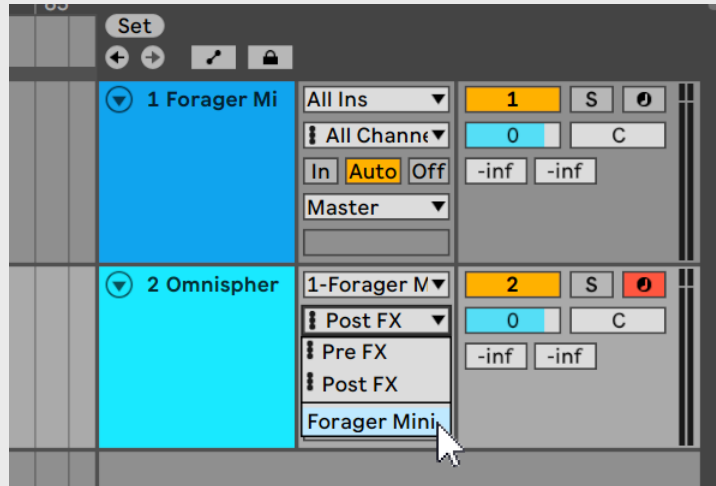 Set
1 Forager Mi
All Ins
1
S
All Channe
0
C
In Auto Off
-inf
-inf
Master
2 Omnispher
1-Forager M
2
S
Post FX
0
C
Pre FX
-inf
-inf
Post FX
Forager Mini